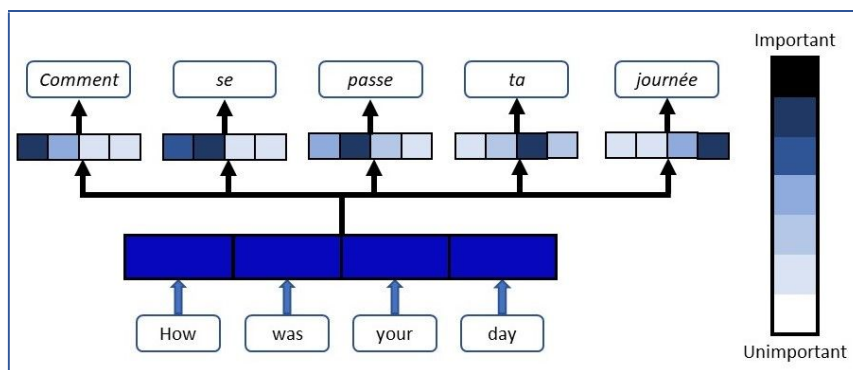 Important
Comment se passe ta journée
How was your day
Unimportant